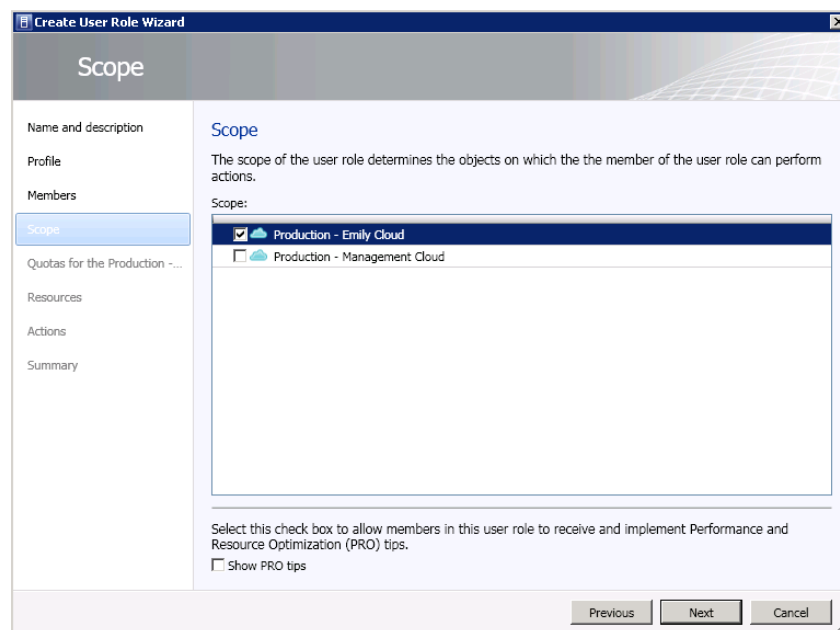 Create User Role Wizard
Scope
Name and description
Profile
Members
Scope
Quotas for the Production -...
Resources
Actions
Summary
Scope
The scope of the user role determines the objects on which the the member of the user role can perform
actions.
Scope:
Production - Emily Cloud
Production - Management Cloud
Select this check box to allow members in this user role to receive and implement Performance and
Resource Optimization (PRO) tips.
Show PRO tips
Previous
Next
Cancel